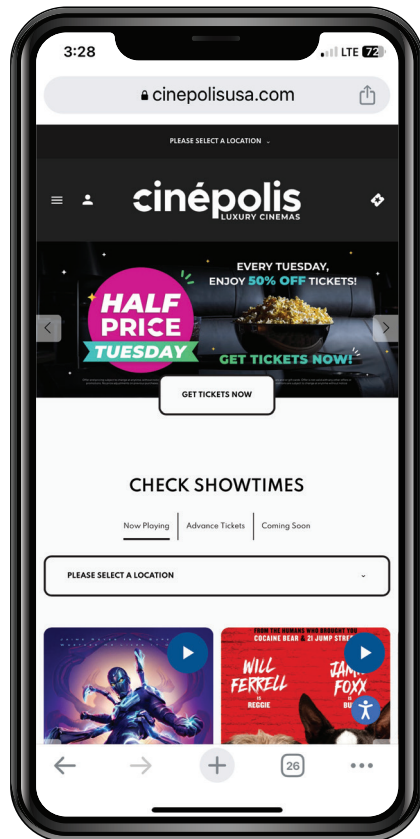 3:28
LTE 72
cinepolisusa.com
PLEASE SELECT A LOCATION
cinépolis
LUXURY CINEMAS
EVERY TUESDAY,
ENJOY 50% OFF TICKETS!
HALF
PRICE
TUESDAY
GET TICKETS NOW!
GET TICKETS NOW
CHECK SHOWTIMES
Now Playing
Advance Tickets
Coming Soon
PLEASE SELECT A LOCATION
FROM THE HUMANS WHO BROUGHT YOU
COCAINE BEAR & 21 JUMP STRE
WILL
FERRELL
IS
REGGIE
FOXX
26